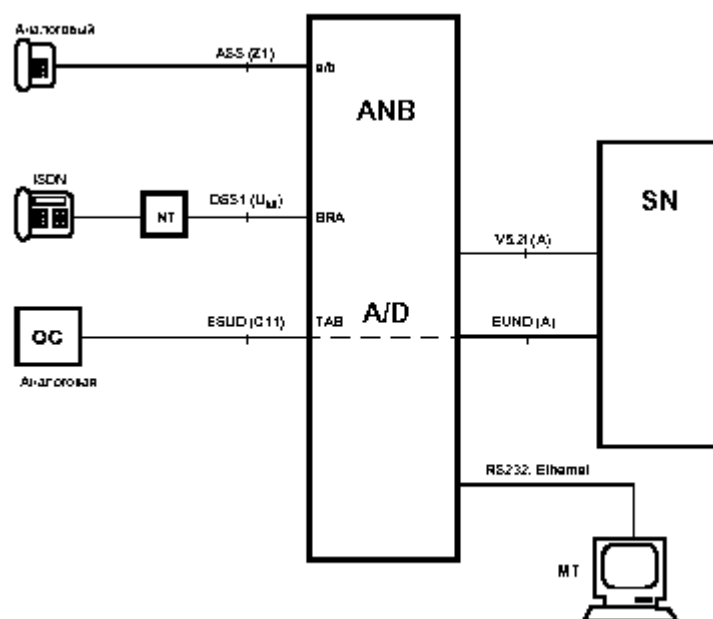 Аналоговый
ASS (Z1)
a/b
ANB
ISDN
NT
DSS1 (U
BRA
SN
V5.2i (A)
A/D
ESUD (C11)
TAB
EUND (A)
OC
Аналоговая
RS232, Ethernet
MT